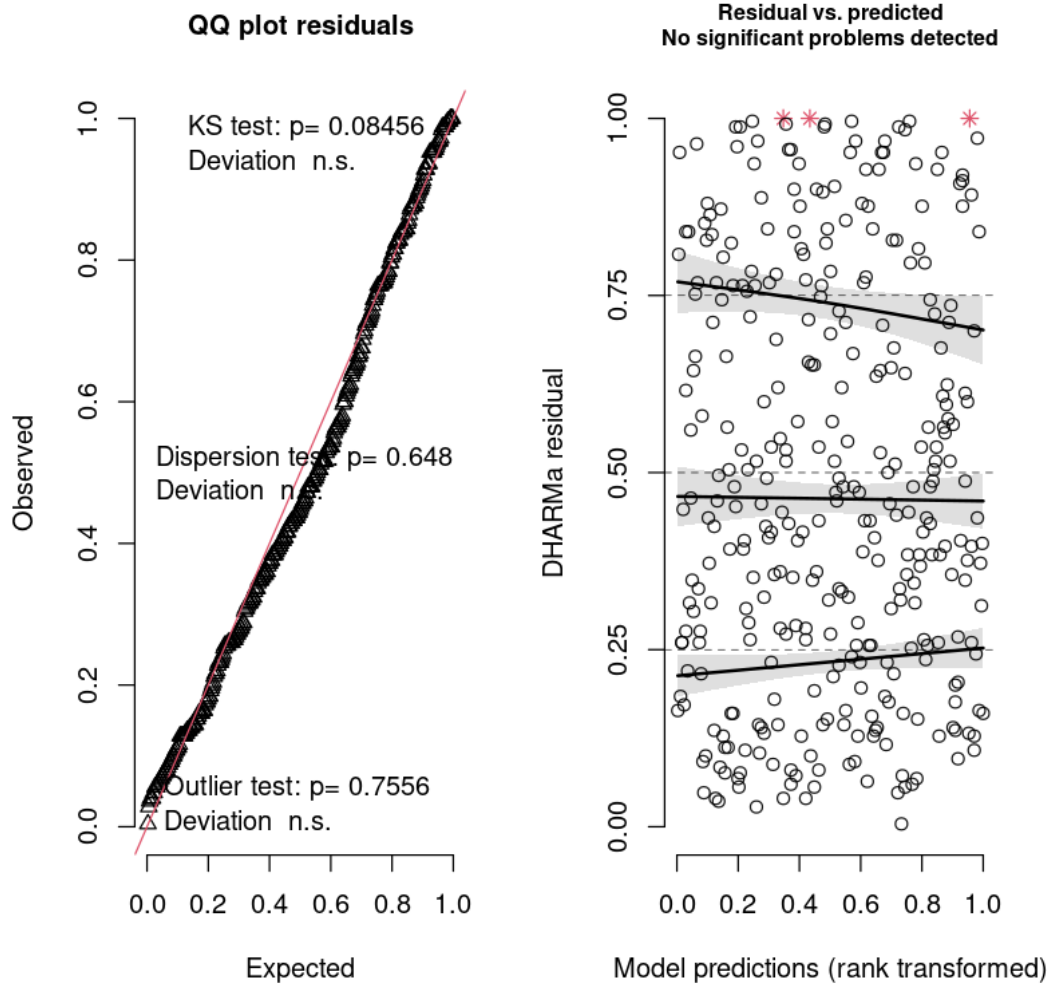 QQ plot residuals
KS test: p= 0.08456
Deviation n.s.
Dispersion test: p= 0.648
Deviation n.s.
Outlier test: p= 0.7556
Deviation n.s.
Observed
0.0
0.2
0.4
0.6
0.8
1.0
0.0 0.2 0.4 0.6 0.8 1.0
Expected
Residual vs. predicted
No significant problems detected
DHARMa residual
0.00
0.25
0.50
0.75
1.00
0.0 0.2 0.4 0.6 0.8 1.0
Model predictions (rank transformed)